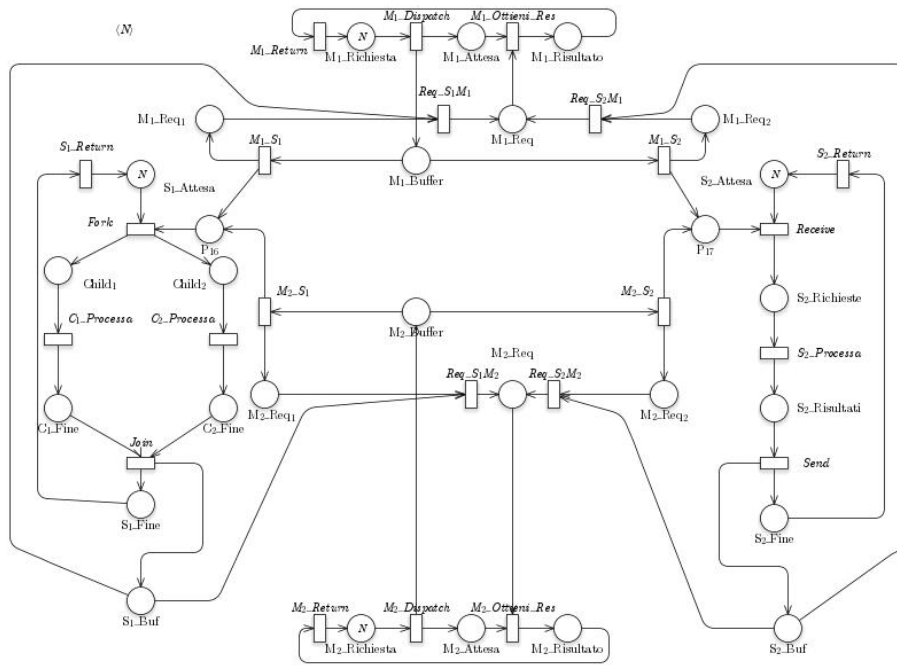 ⟨N⟩
M₁_Dispatch
M₁_Ottieni_Res
N
M₁_Return
M₁_Richiesta
M₁_Attesa
M₁_Risultato
Req_S₁M₁
Req_S₂M₁
M₁_Req₁
M₁_Req
M₁_Req₂
M₁_S₁
M₁_S₂
S₁_Return
S₂_Return
N
S₁_Attesa
M₁_Buffer
S₂_Attesa
N
Fork
P₁₆
P₁₇
Receive
Child₁
Child₂
M₂_S₁
M₂_S₂
S₂_Richieste
C₁_Processa
C₂_Processa
M₂_Buffer
M₂_Req
S₂_Processa
Req_S₁M₂
Req_S₂M₂
C₁_Fine
C₂_Fine
M₂_Req₁
M₂_Req₂
S₂_Risultati
Join
Send
S₁_Fine
S₂_Fine
S₁_Buf
M₂_Return
M₂_Dispatch
M₂_Ottieni_Res
N
M₂_Richiesta
M₂_Attesa
M₂_Risultato
S₂_Buf